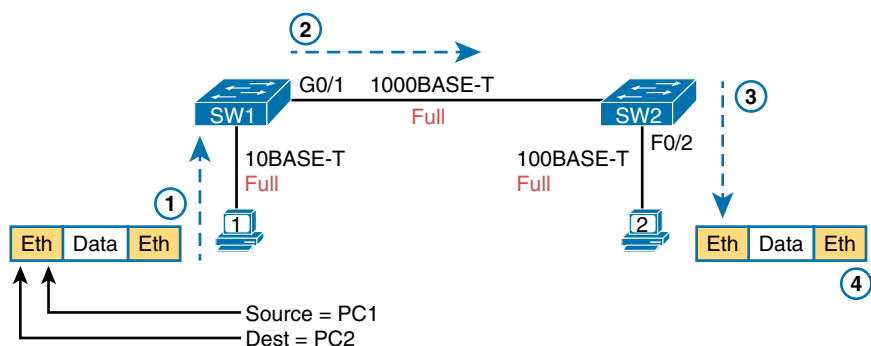 2
G0/1 1000BASE-T
Full
SW1
SW2
3
F0/2
10BASE-T
Full
100BASE-T
Full
1
1
2
Eth Data Eth
Eth Data Eth
4
Source = PC1
Dest = PC2